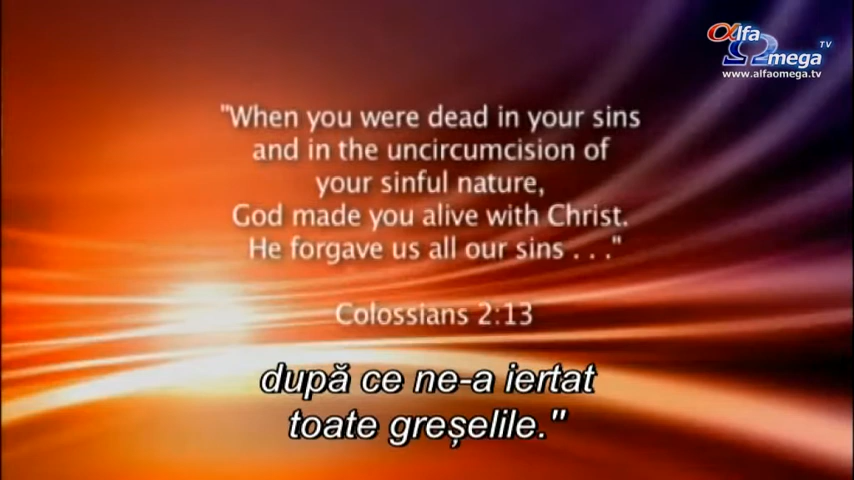 αlfa
Ωmega TV
www.alfaomega.tv
"When you were dead in your sins
and in the uncircumcision of
your sinful nature,
God made you alive with Christ.
He forgave us all our sins . . ."
Colossians 2:13
după ce ne-a iertat
toate greșelile."